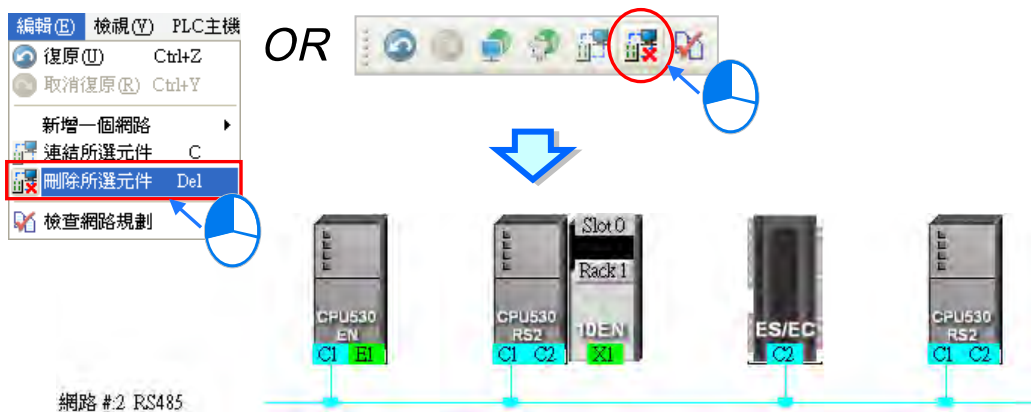 編輯(E) 檢視(V) PLC主機
復原(U) Ctrl+Z
取消復原(R) Ctrl+Y
新增一個網路
連結所選元件 C
刪除所選元件 Del
檢查網路規劃
OR
Slot 0
Rack 1
CPU530
EN
C1 E1
CPU530
RS2
C1 C2
10EN
X1
ES/EC
C2
CPU530
RS2
C1 C2
網路 #:2 RS485